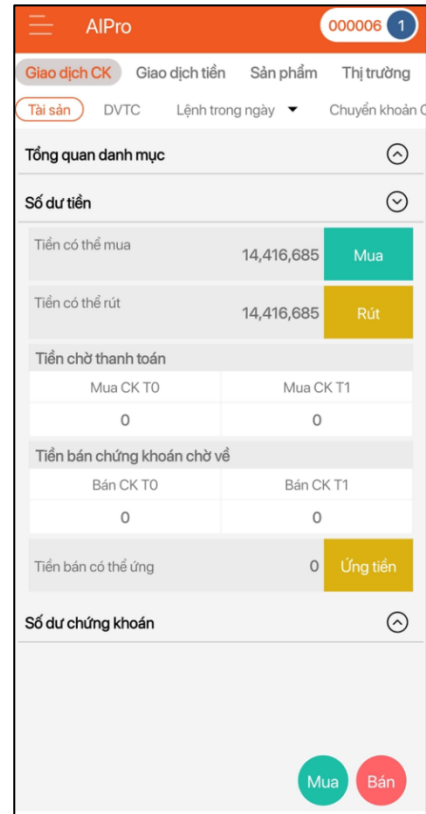 AIPro
000006 1
Giao dịch CK Giao dịch tiền Sản phẩm Thị trường
Tài sản DVTC Lệnh trong ngày Chuyển khoản C
Tổng quan danh mục
Số dư tiền
Tiền có thể mua 14,416,685 Mua
Tiền có thể rút 14,416,685 Rút
Tiền chờ thanh toán
Mua CK T0 Mua CK T1
0 0
Tiền bán chứng khoán chờ về
Bán CK T0 Bán CK T1
0 0
Tiền bán có thể ứng 0 Ứng tiền
Số dư chứng khoán
Mua Bán